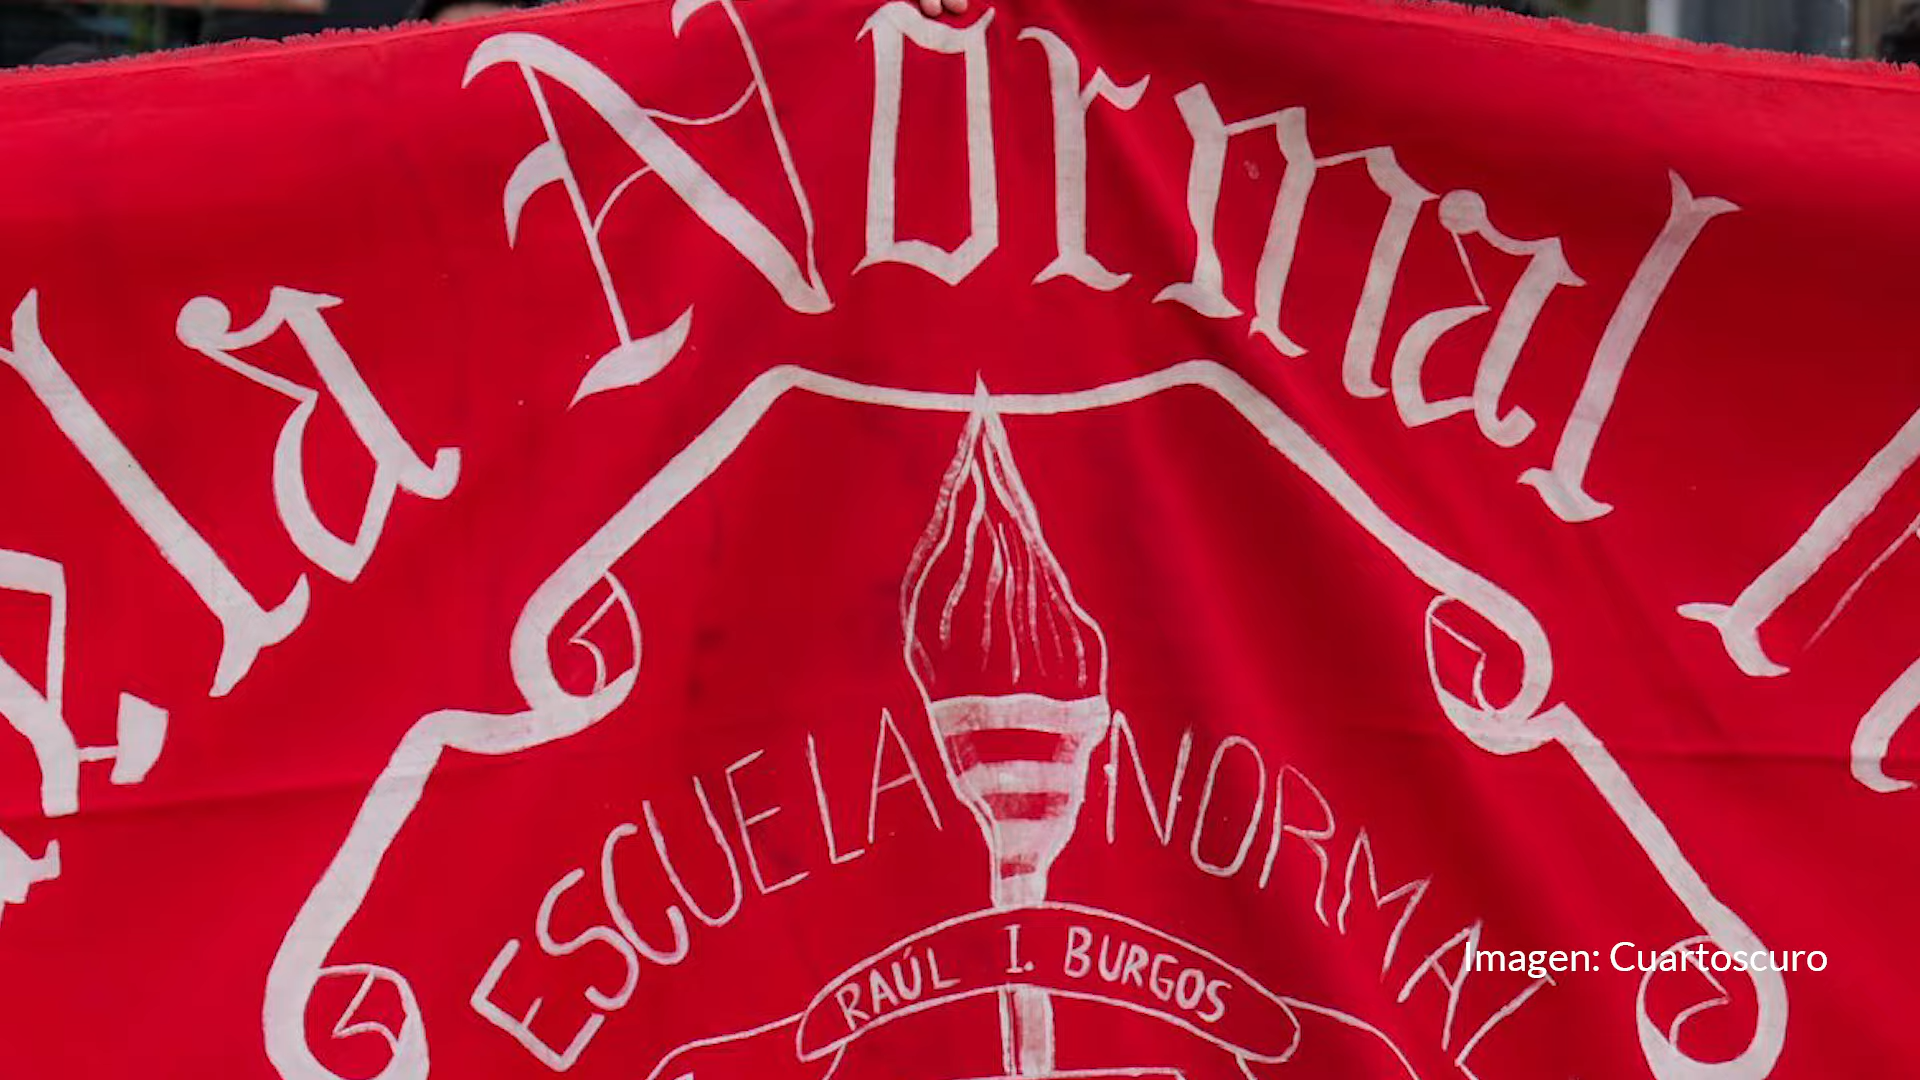 la Normal
ESCUELA NORMAL
RAÚL I. BURGOS
Imagen: Cuartoscuro